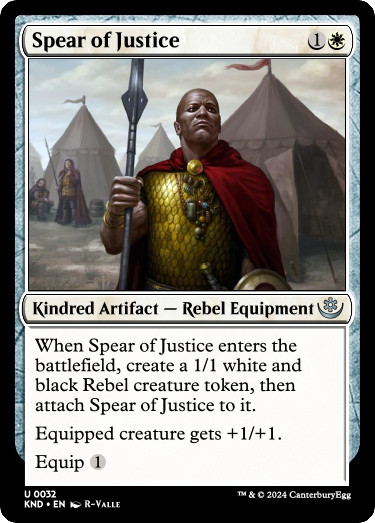 Spear of Justice 1
Kindred Artifact — Rebel Equipment
When Spear of Justice enters the
battlefield, create a 1/1 white and
black Rebel creature token, then
attach Spear of Justice to it.
Equipped creature gets +1/+1.
Equip 1
U 0032
KND • EN R-Valle
™ & © 2024 CanterburyEgg